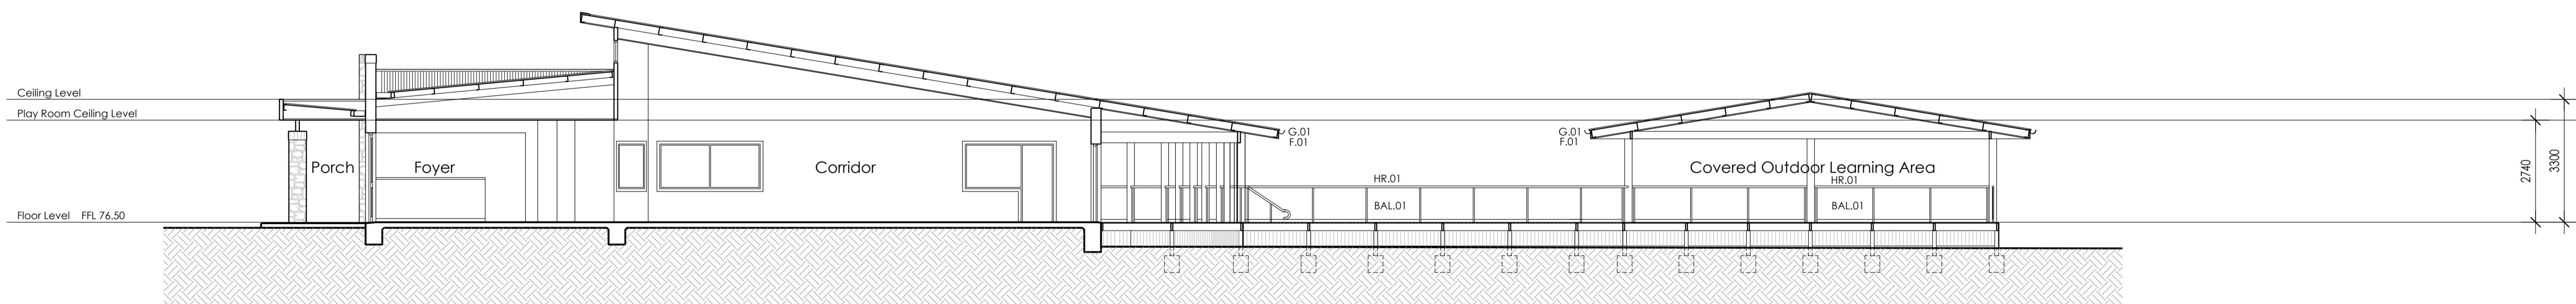 Ceiling Level
Play Room Ceiling Level
G.01
F.01
G.01
F.01
Porch
Foyer
Corridor
Covered Outdoor Learning Area
HR.01
HR.01
BAL.01
BAL.01
Floor Level FFL 76.50
2740
3300